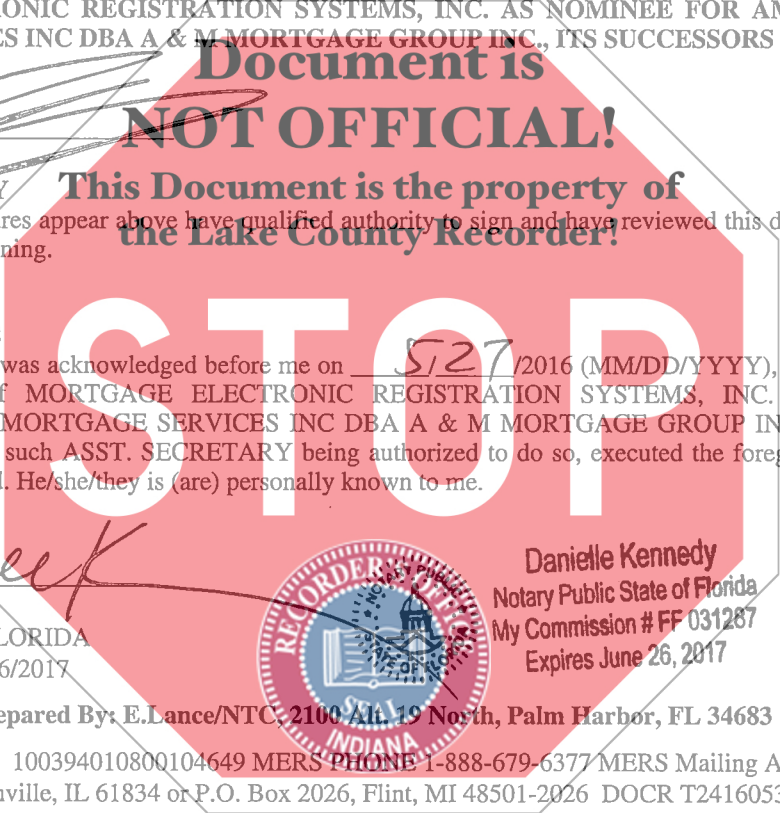 ONIC REGISTRATION SYSTEMS, INC. AS NOMINEE FOR AN
ES INC DBA A & M MORTGAGE GROUP INC., ITS SUCCESSORS
Document is
NOT OFFICIAL!
This Document is the property of
the Lake County Recorder!
Y
res appear above have qualified authority to sign and have reviewed this d
ning.
STOP
was acknowledged before me on 5/27/2016 (MM/DD/YYYY),
f MORTGAGE ELECTRONIC REGISTRATION SYSTEMS, INC.
MORTGAGE SERVICES INC DBA A & M MORTGAGE GROUP IN
such ASST. SECRETARY being authorized to do so, executed the foreg
d. He/she/they is (are) personally known to me.
RECORDER'S OFFICE
SEAL
INDIANA
NOTARY PUBLIC
STATE OF FLORIDA
Danielle Kennedy
Notary Public State of Florida
My Commission # FF 031287
Expires June 26, 2017
LORIDA
6/2017
epared By: E.Lance/NTC, 2100 Alt. 19 North, Palm Harbor, FL 34683
100394010800104649 MERS PHONE 1-888-679-6377 MERS Mailing A
nville, IL 61834 or P.O. Box 2026, Flint, MI 48501-2026 DOCR T2416053